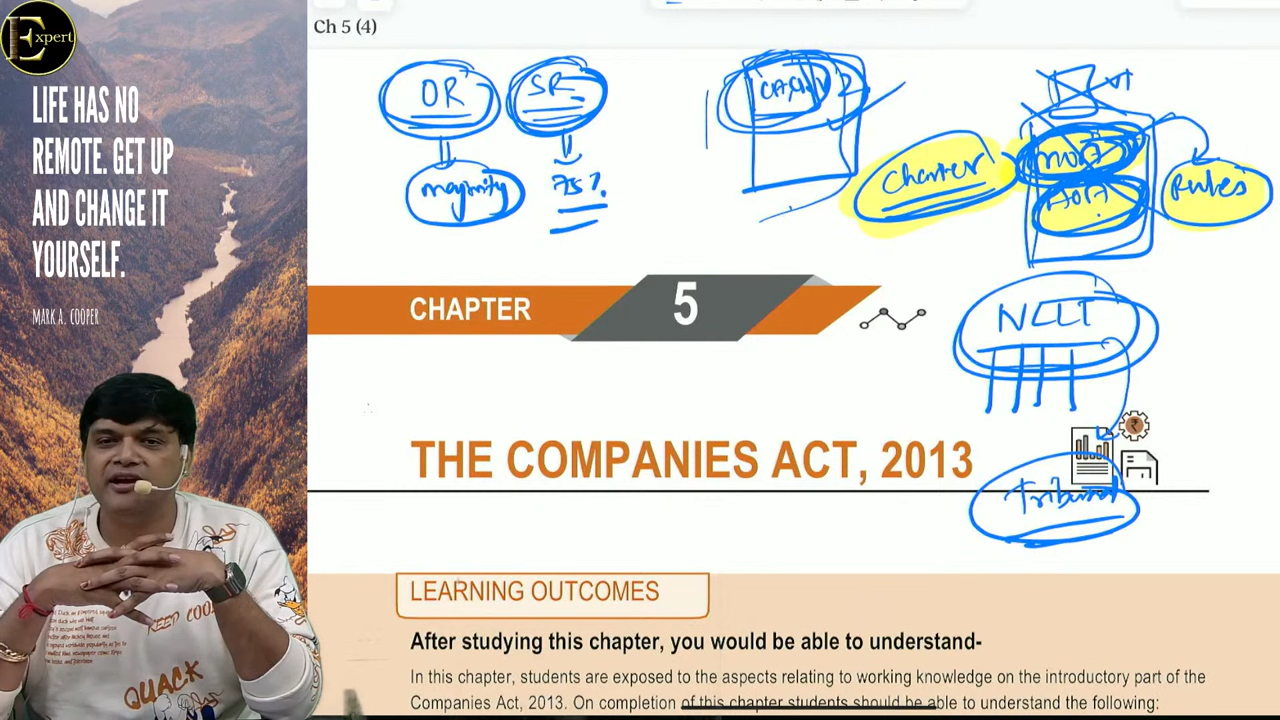 Ch 5 (4)
Expert
LIFE HAS NO
REMOTE. GET UP
AND CHANGE IT
YOURSELF.
MARK A. COOPER
OR
SR
majority
75%
Charter
MOA
AOA
Rules
NCLT
Tribunal
CHAPTER 5
THE COMPANIES ACT, 2013
LEARNING OUTCOMES
After studying this chapter, you would be able to understand-
In this chapter, students are exposed to the aspects relating to working knowledge on the introductory part of the
Companies Act, 2013. On completion of this chapter students should be able to understand the following:
KEEP COOL
QUACK